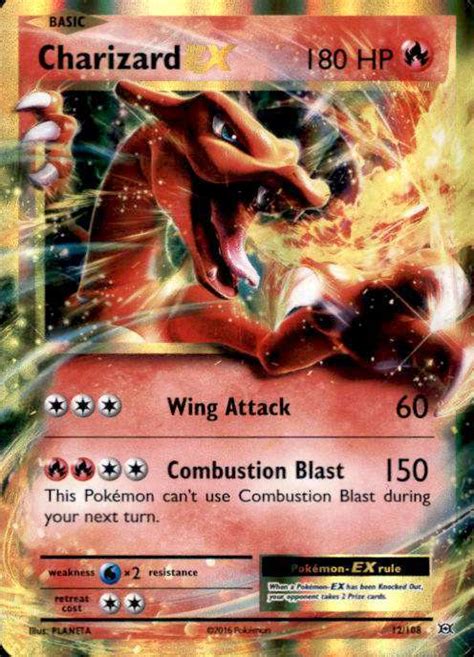 BASIC
Charizard EX 180 HP
Wing Attack 60
Combustion Blast 150
This Pokémon can't use Combustion Blast during
your next turn.
weakness ×2 resistance
retreat
cost
Pokémon-EX rule
When a Pokémon-EX has been Knocked Out,
your opponent takes 2 Prize cards.
Illus. PLANETA
©2016 Pokémon
12/108